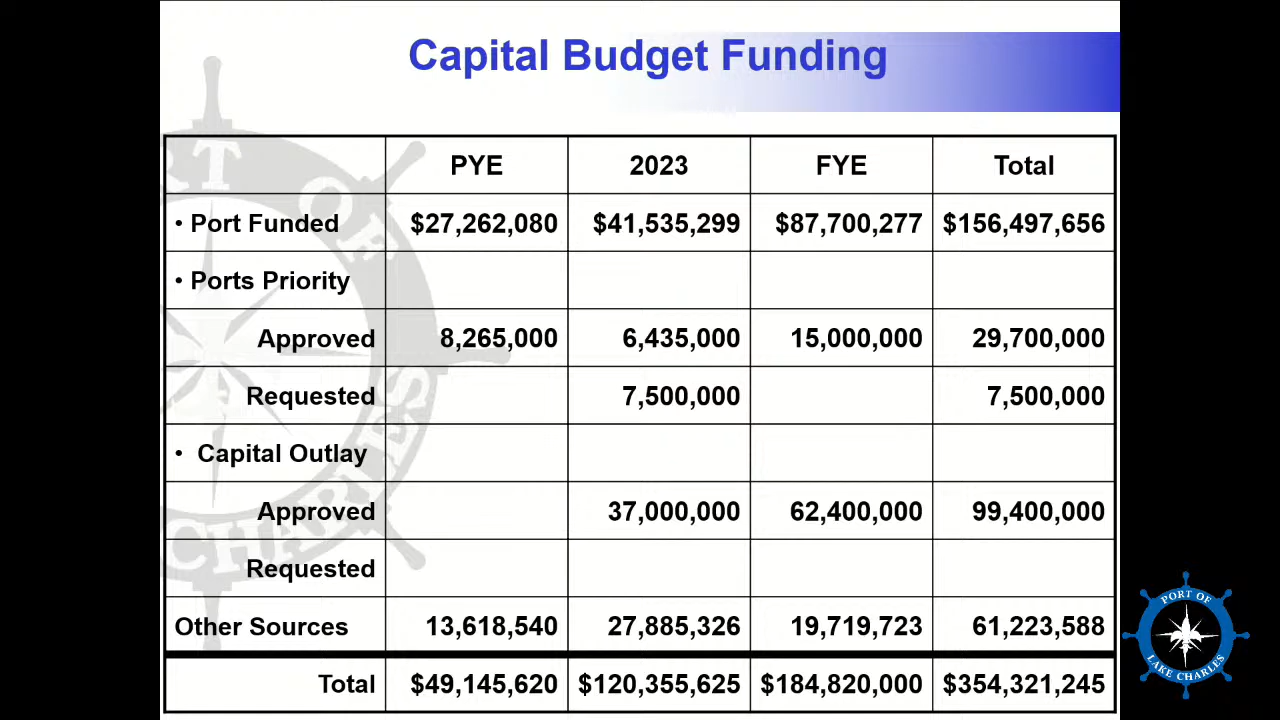 Capital Budget Funding
PYE 2023 FYE Total
• Port Funded $27,262,080 $41,535,299 $87,700,277 $156,497,656
• Ports Priority
Approved 8,265,000 6,435,000 15,000,000 29,700,000
Requested 7,500,000 7,500,000
• Capital Outlay
Approved 37,000,000 62,400,000 99,400,000
Requested
Other Sources 13,618,540 27,885,326 19,719,723 61,223,588
Total $49,145,620 $120,355,625 $184,820,000 $354,321,245
PORT OF
LAKE CHARLES
RT OF
CHARLES